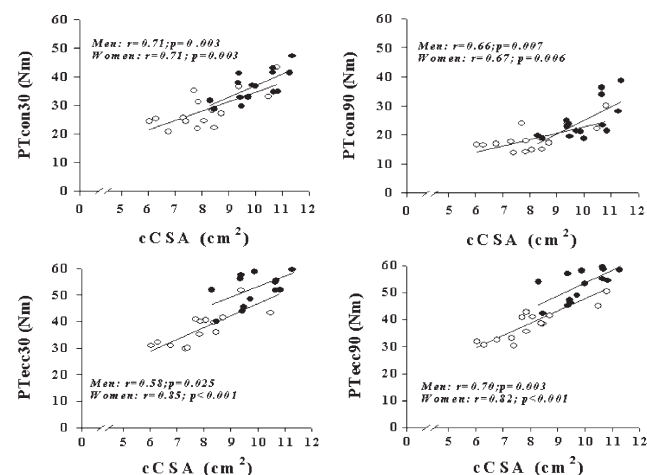 60
50
40
30
20
10
0
PTcon30 (Nm)
Men: r=0.71;p= .003
Women: r=0.71; p=0.003
0 5 6 7 8 9 10 11 12
cCSA (cm²)
60
50
40
30
20
10
0
PTcon90 (Nm)
Men: r=0.66;p=0.007
Women: r=0.67; p=0.006
0 5 6 7 8 9 10 11 12
cCSA (cm²)
60
50
40
30
20
10
0
PTecc30 (Nm)
Men: r=0.58;p=0.025
Women: r=0.85; p<0.001
0 5 6 7 8 9 10 11 12
cCSA (cm²)
60
50
40
30
20
10
0
PTecc90 (Nm)
Men: r=0.70;p=0.003
Women: r=0.82; p<0.001
0 5 6 7 8 9 10 11 12
cCSA (cm²)